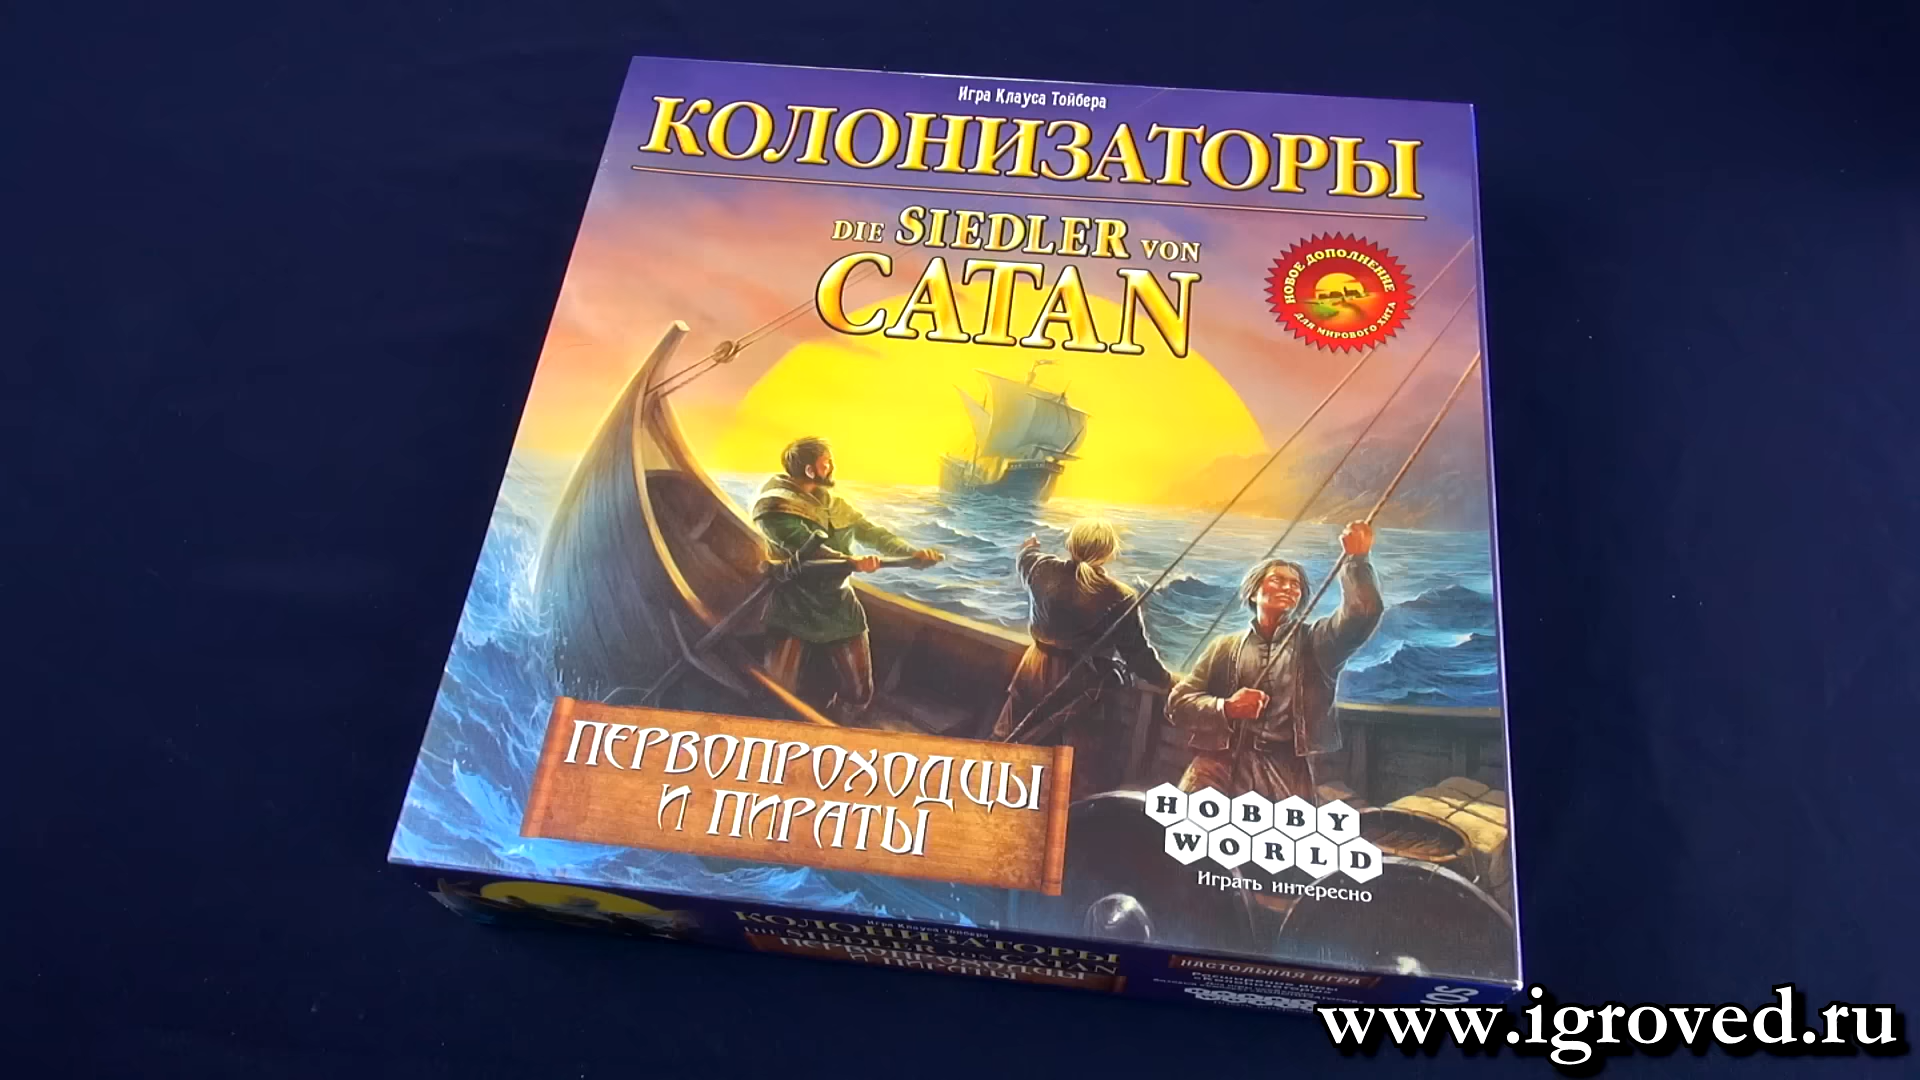 Игра Клауса Тойбера
КОЛОНИЗАТОРЫ
DIE SIEDLER VON
CATAN
НОВОЕ ДОПОЛНЕНИЕ
ДЛЯ МИРОВОГО ХИТА
ПЕРВОПРОХОДЦЫ
И ПИРАТЫ
HOBBY
WORLD
Играть интересно
Игра Клауса Тойбера
КОЛОНИЗАТОРЫ
DIE SIEDLER VON CATAN
ПЕРВОПРОХОДЦЫ
И ПИРАТЫ
НАСТОЛЬНАЯ ИГРА
www.igroved.ru